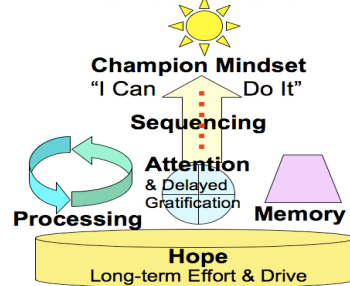 Champion Mindset
“I Can Do It”
Sequencing
Attention
& Delayed
Gratification
Processing
Memory
Hope
Long-term Effort & Drive